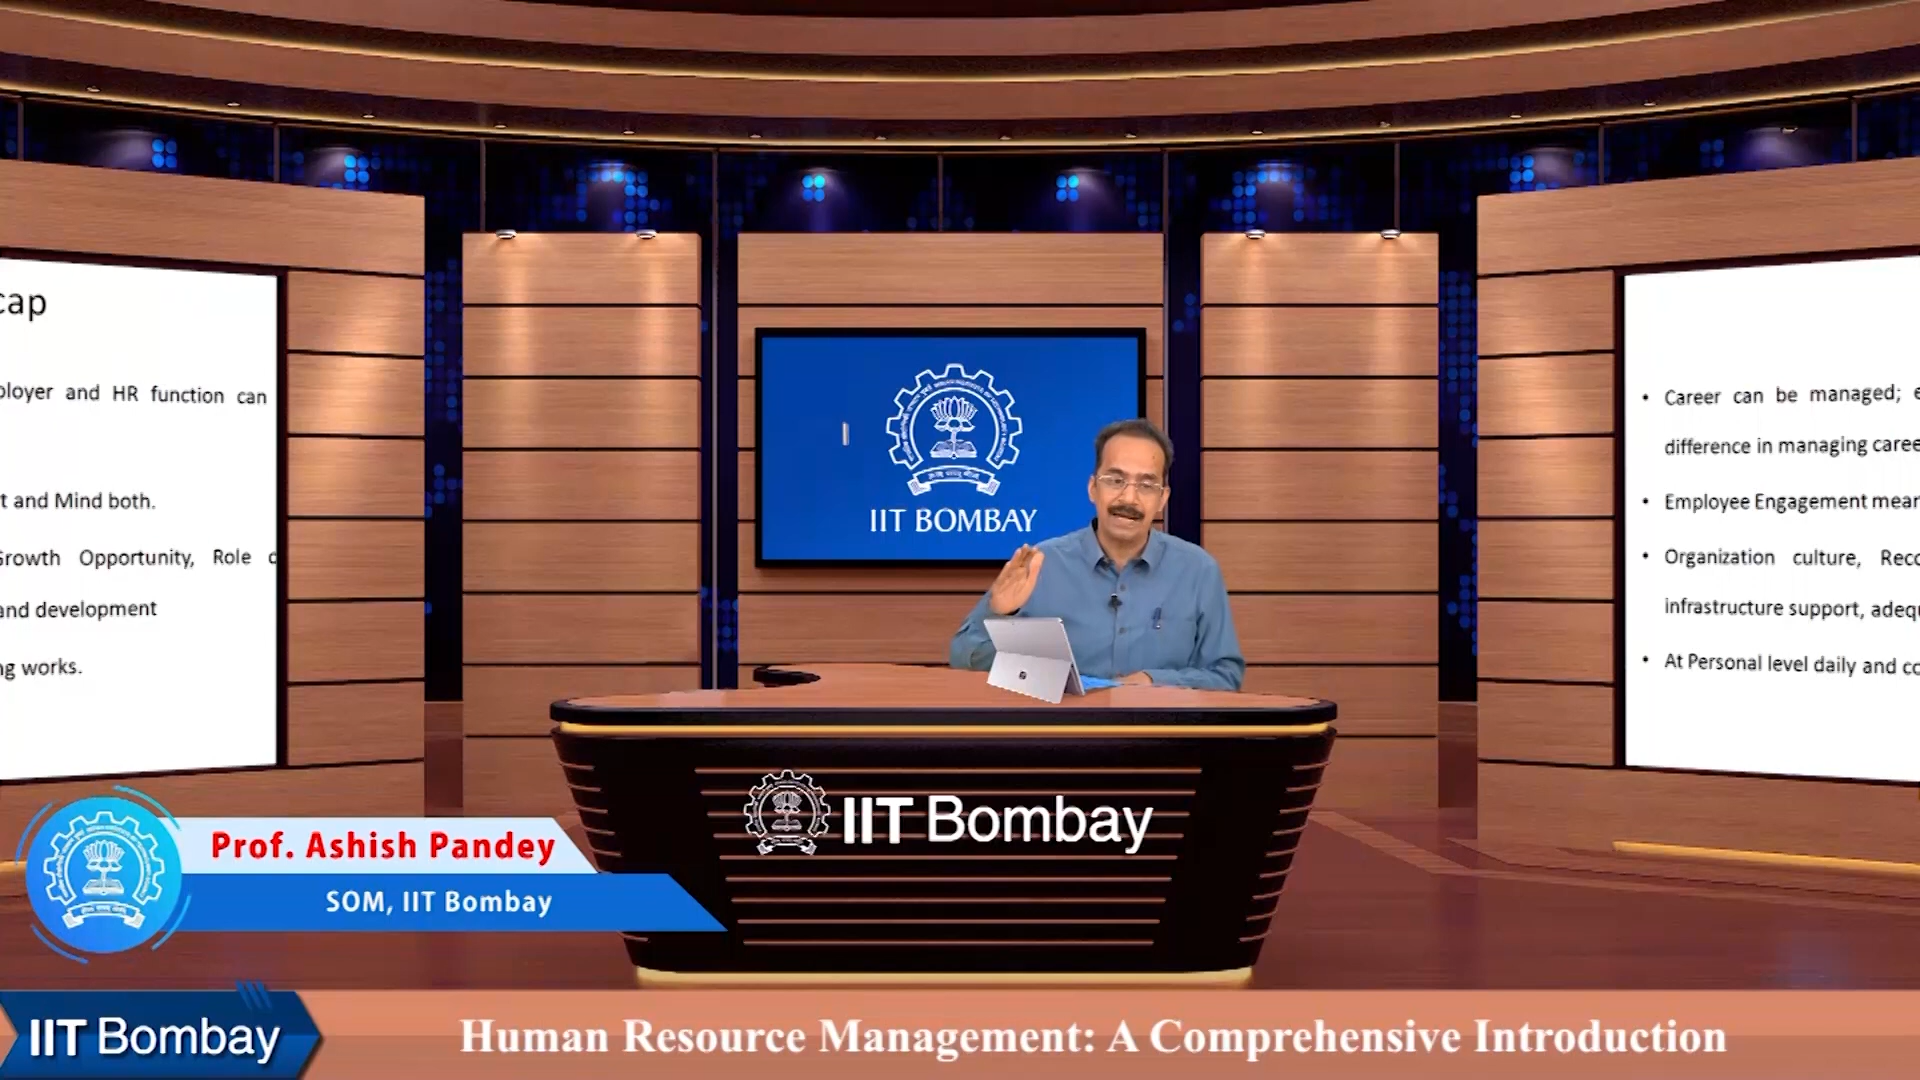 cap
ployer and HR function can
t and Mind both.
Growth Opportunity, Role
and development
ng works.
IIT BOMBAY
• Career can be managed; e
difference in managing caree
• Employee Engagement mear
• Organization culture, Reco
infrastructure support, adequ
• At Personal level daily and co
IIT Bombay
Prof. Ashish Pandey
SOM, IIT Bombay
IIT Bombay
Human Resource Management: A Comprehensive Introduction